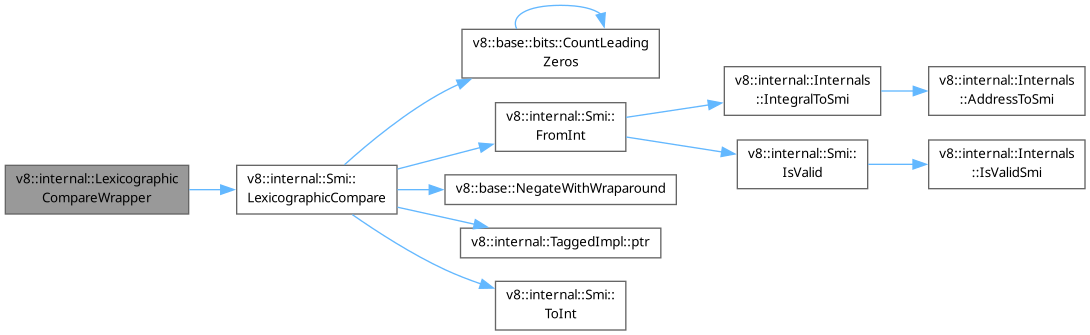 v8::internal::Lexicographic
CompareWrapper
v8::internal::Smi::
LexicographicCompare
v8::base::bits::CountLeading
Zeros
v8::internal::Smi::
FromInt
v8::internal::Internals
::IntegralToSmi
v8::internal::Internals
::AddressToSmi
v8::internal::Smi::
IsValid
v8::internal::Internals
::IsValidSmi
v8::base::NegateWithWraparound
v8::internal::TaggedImpl::ptr
v8::internal::Smi::
ToInt